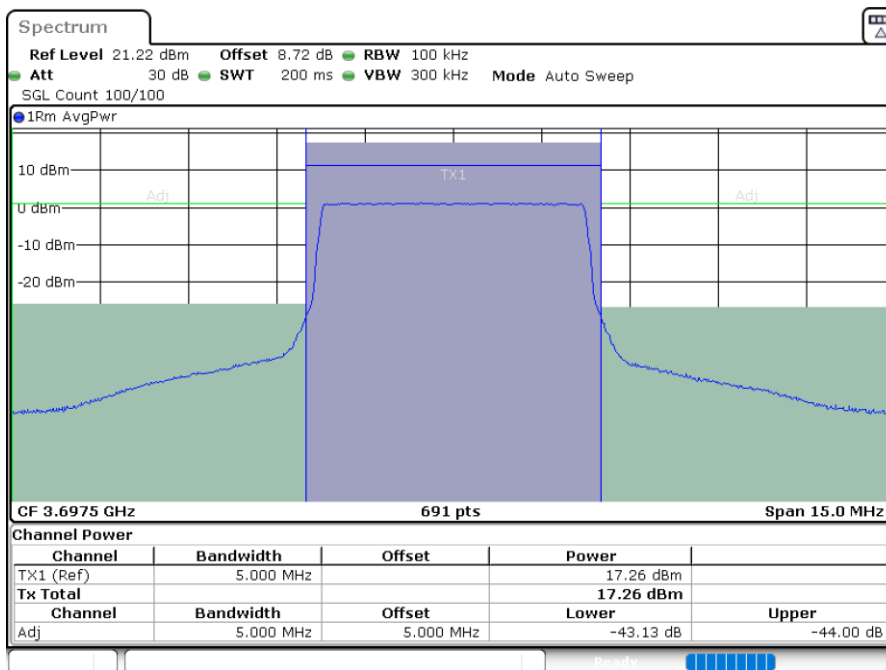 Spectrum
Ref Level 21.22 dBm Offset 8.72 dB RBW 100 kHz
Att 30 dB SWT 200 ms VBW 300 kHz Mode Auto Sweep
SGL Count 100/100
1Rm AvgPwr
10 dBm
TX1
Adj Adj
0 dBm
-10 dBm
-20 dBm
CF 3.6975 GHz 691 pts Span 15.0 MHz
Channel Power
Channel Bandwidth Offset Power
TX1 (Ref) 5.000 MHz 17.26 dBm
Tx Total 17.26 dBm
Channel Bandwidth Offset Lower Upper
Adj 5.000 MHz 5.000 MHz -43.13 dB -44.00 dB
Ready